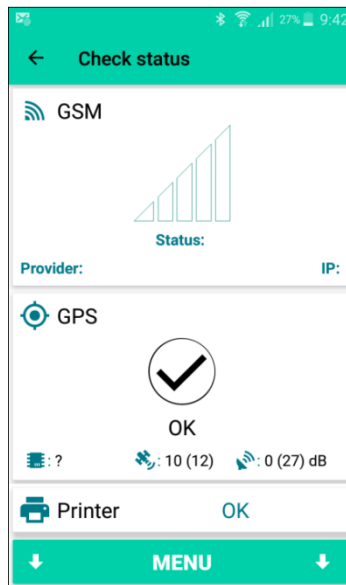 27% 9:42
Check status
GSM
Status:
Provider: IP:
GPS
OK
: ? : 10 (12) : 0 (27) dB
Printer OK
MENU